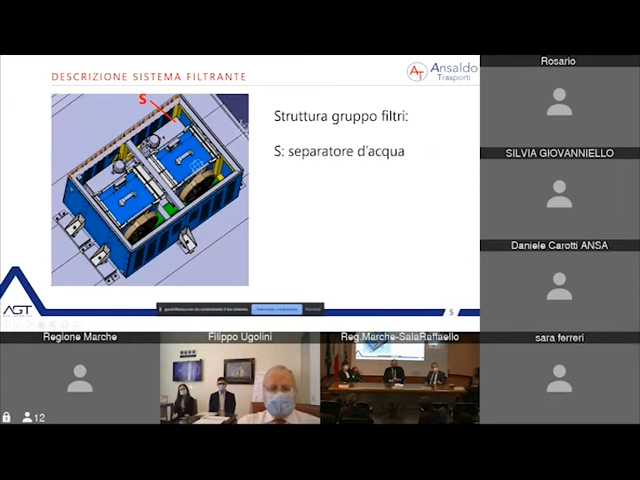 DESCRIZIONE SISTEMA FILTRANTE
AT Ansaldo
Trasporti
S
Struttura gruppo filtri:
S: separatore d'acqua
AGT
5
Rosario
SILVIA GIOVANNIELLO
Daniele Carotti ANSA
sara ferreri
Regione Marche
Filippo Ugolini
Reg.Marche-SalaRaffaello
12